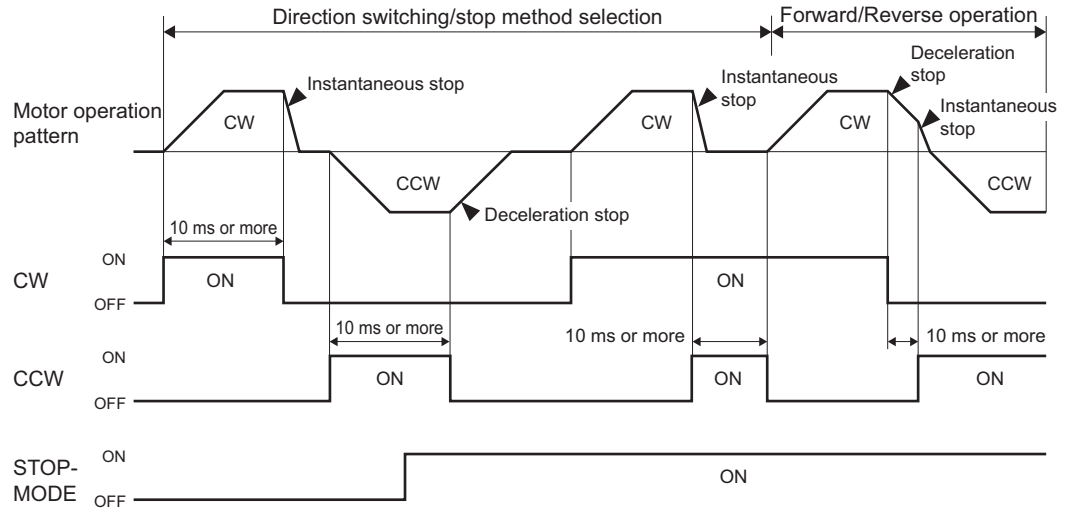 Direction switching/stop method selection
Forward/Reverse operation
Motor operation
pattern
CW
Instantaneous stop
CCW
Deceleration stop
CW
Instantaneous
stop
CW
Deceleration
stop
Instantaneous
stop
CCW
10 ms or more
CW
ON
OFF
ON
ON
10 ms or more
10 ms or more
10 ms or more
CCW
ON
OFF
ON
ON
ON
STOP-
MODE
ON
OFF
ON